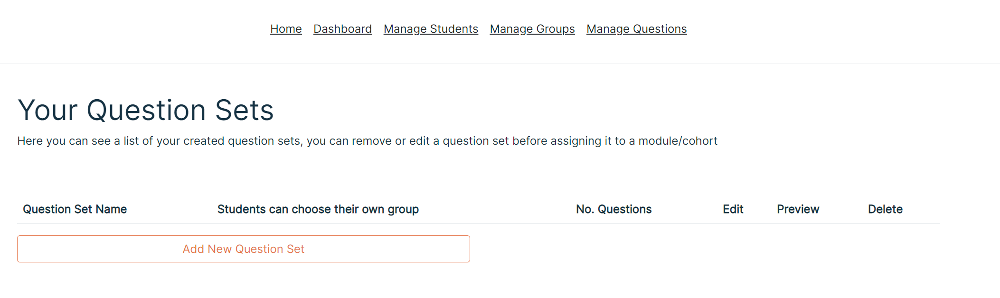 Home Dashboard Manage Students Manage Groups Manage Questions
Your Question Sets
Here you can see a list of your created question sets, you can remove or edit a question set before assigning it to a module/cohort
Question Set Name Students can choose their own group No. Questions Edit Preview Delete
Add New Question Set